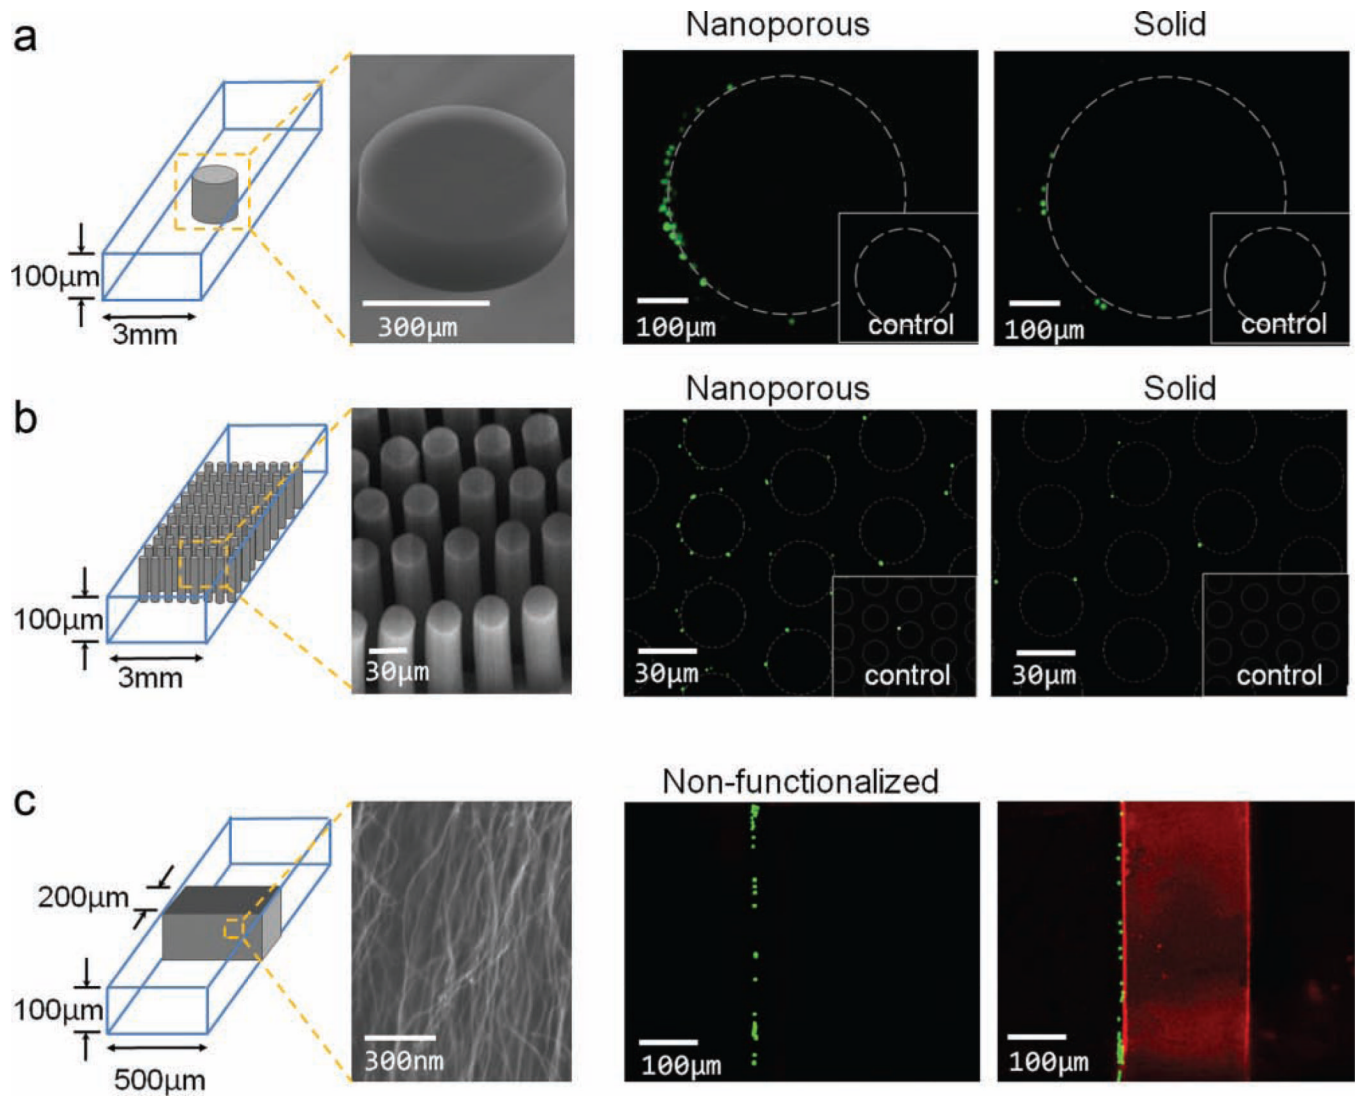 a
Nanoporous
Solid
100µm
3mm
300µm
100µm
control
100µm
control
b
Nanoporous
Solid
100µm
3mm
30µm
30µm
control
30µm
control
c
Non-functionalized
200µm
100µm
500µm
300nm
100µm
100µm